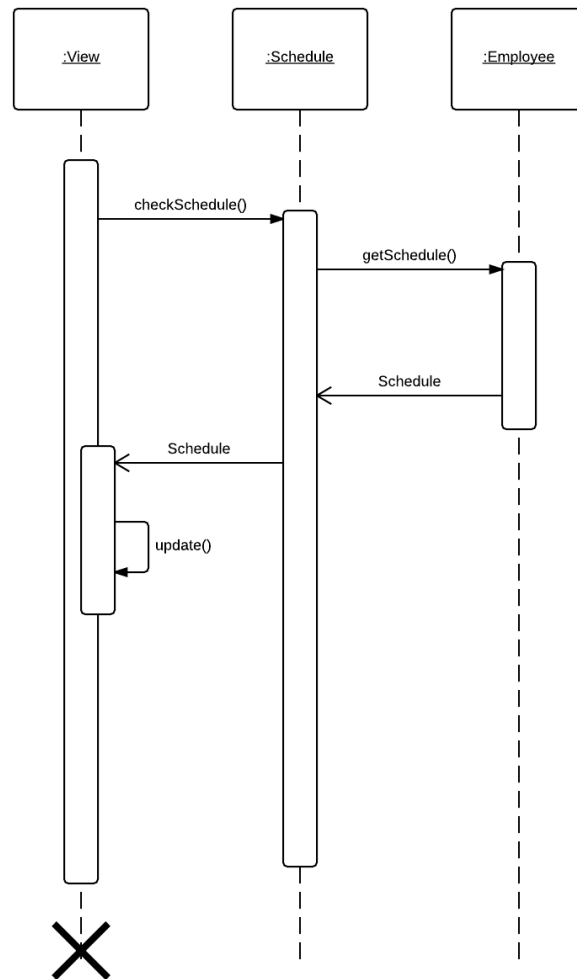 :View
:Schedule
:Employee
checkSchedule()
getSchedule()
Schedule
Schedule
update()